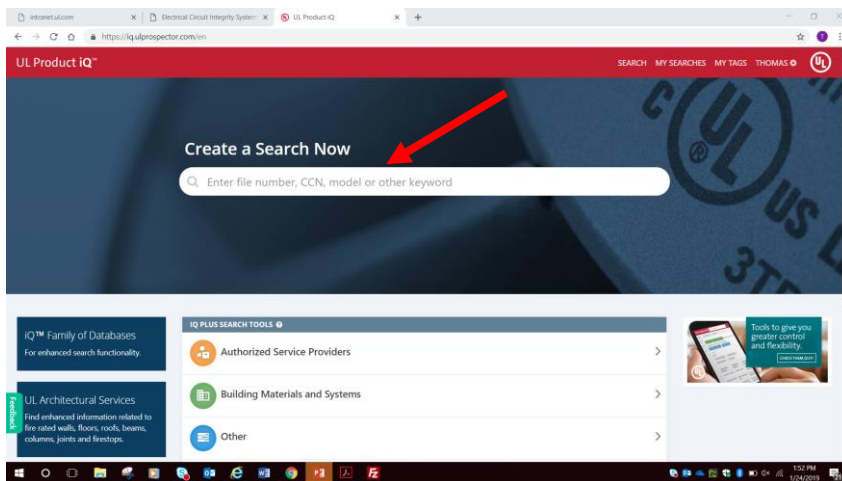 intranet.ul.com
Electrical Circuit Integrity System
UL Product iQ
https://iq.ulprospector.com/en
UL Product iQ™
SEARCH MY SEARCHES MY TAGS THOMAS
UL
C UL US LI
®
3TD
Create a Search Now
Enter file number, CCN, model or other keyword
iQ™ Family of Databases
For enhanced search functionality.
UL Architectural Services
Find enhanced information related to
fire rated walls, floors, roofs, beams,
columns, joints and firestops.
Feedback
IQ PLUS SEARCH TOOLS
Authorized Service Providers
Building Materials and Systems
Other
Tools to give you
greater control
and flexibility.
CHECK THEM OUT!
1:52 PM
1/24/2019